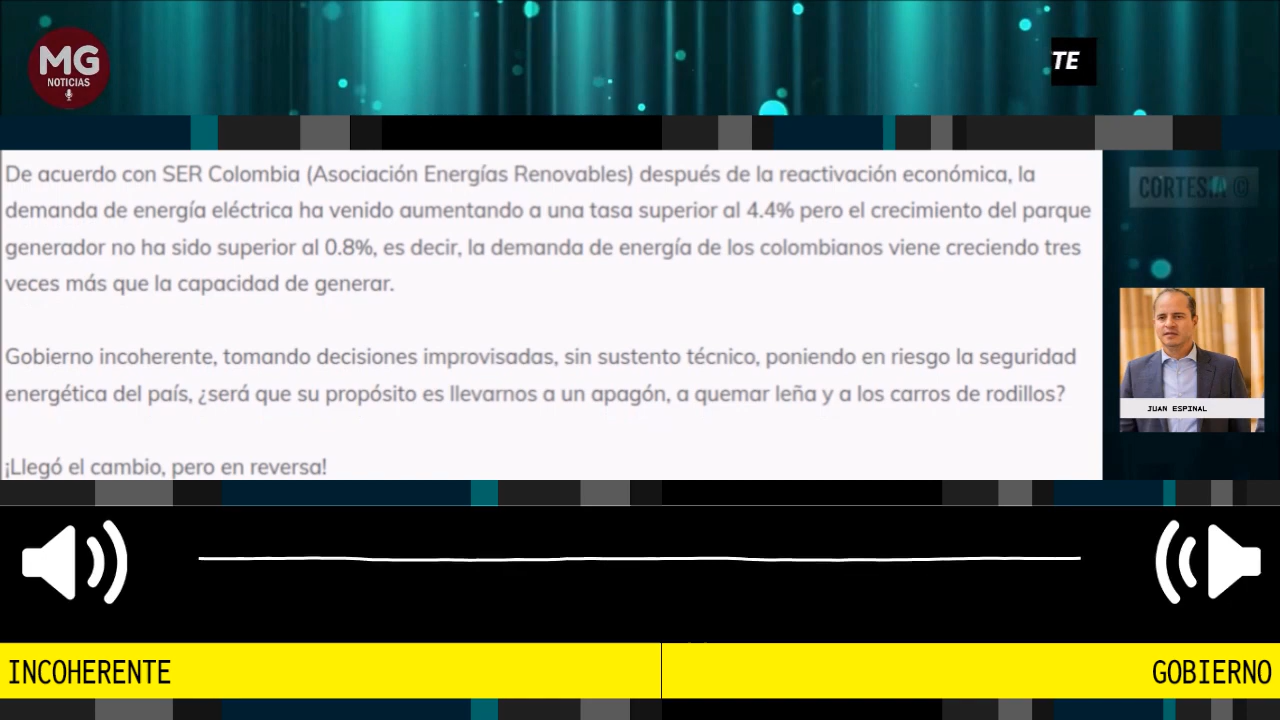 MG
NOTICIAS
TE
De acuerdo con SER Colombia (Asociación Energías Renovables) después de la reactivación económica, la
demanda de energía eléctrica ha venido aumentando a una tasa superior al 4.4% pero el crecimiento del parque
generador no ha sido superior al 0.8%, es decir, la demanda de energía de los colombianos viene creciendo tres
veces más que la capacidad de generar.
Gobierno incoherente, tomando decisiones improvisadas, sin sustento técnico, poniendo en riesgo la seguridad
energética del país, ¿será que su propósito es llevarnos a un apagón, a quemar leña y a los carros de rodillos?
¡Llegó el cambio, pero en reversa!
CORTESÍA ©
JUAN ESPINAL
INCOHERENTE
GOBIERNO